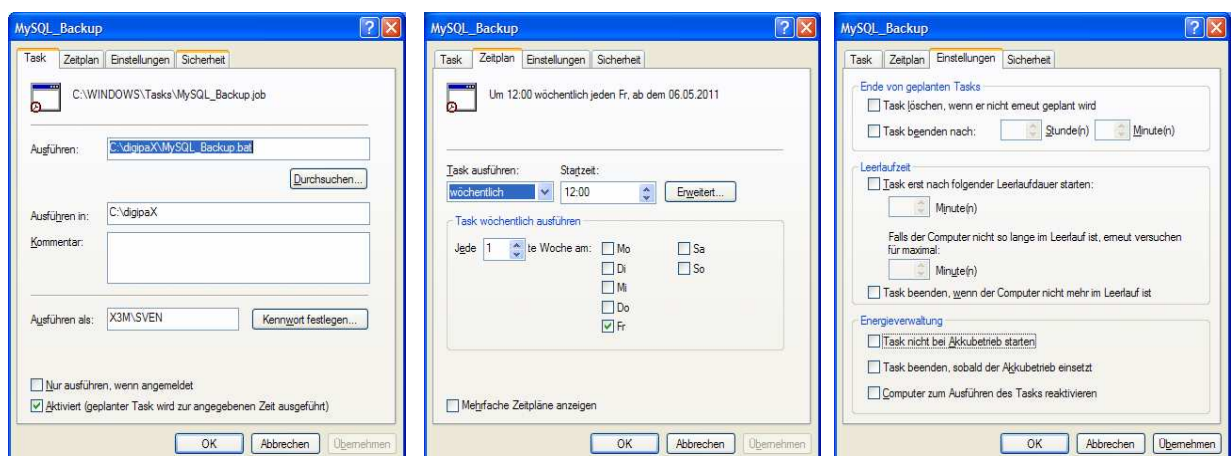 MySQL_Backup
Task Zeitplan Einstellungen Sicherheit
C:\WINDOWS\Tasks\MySQL_Backup.job
Ausführen: C:\digipaX\MySQL_Backup.bat
Durchsuchen...
Ausführen in: C:\digipaX
Kommentar:
Ausführen als: X3M\SVEN Kennwort festlegen...
Nur ausführen, wenn angemeldet
Aktiviert (geplanter Task wird zur angegebenen Zeit ausgeführt)
OK Abbrechen Übernehmen
MySQL_Backup
Task Zeitplan Einstellungen Sicherheit
Um 12:00 wöchentlich jeden Fr, ab dem 06.05.2011
Task ausführen: Startzeit:
wöchentlich 12:00 Erweitert...
Task wöchentlich ausführen
Jede 1 te Woche am: Mo Sa
Di So
Mi
Do
Fr
Mehrfache Zeitpläne anzeigen
OK Abbrechen Übernehmen
MySQL_Backup
Task Zeitplan Einstellungen Sicherheit
Ende von geplanten Tasks
Task löschen, wenn er nicht erneut geplant wird
Task beenden nach: Stunde(n) Minute(n)
Leerlaufzeit
Task erst nach folgender Leerlaufdauer starten:
Minute(n)
Falls der Computer nicht so lange im Leerlauf ist, erneut versuchen
für maximal:
Minute(n)
Task beenden, wenn der Computer nicht mehr im Leerlauf ist
Energieverwaltung
Task nicht bei Akkubetrieb starten
Task beenden, sobald der Akkubetrieb einsetzt
Computer zum Ausführen des Tasks reaktivieren
OK Abbrechen Übernehmen